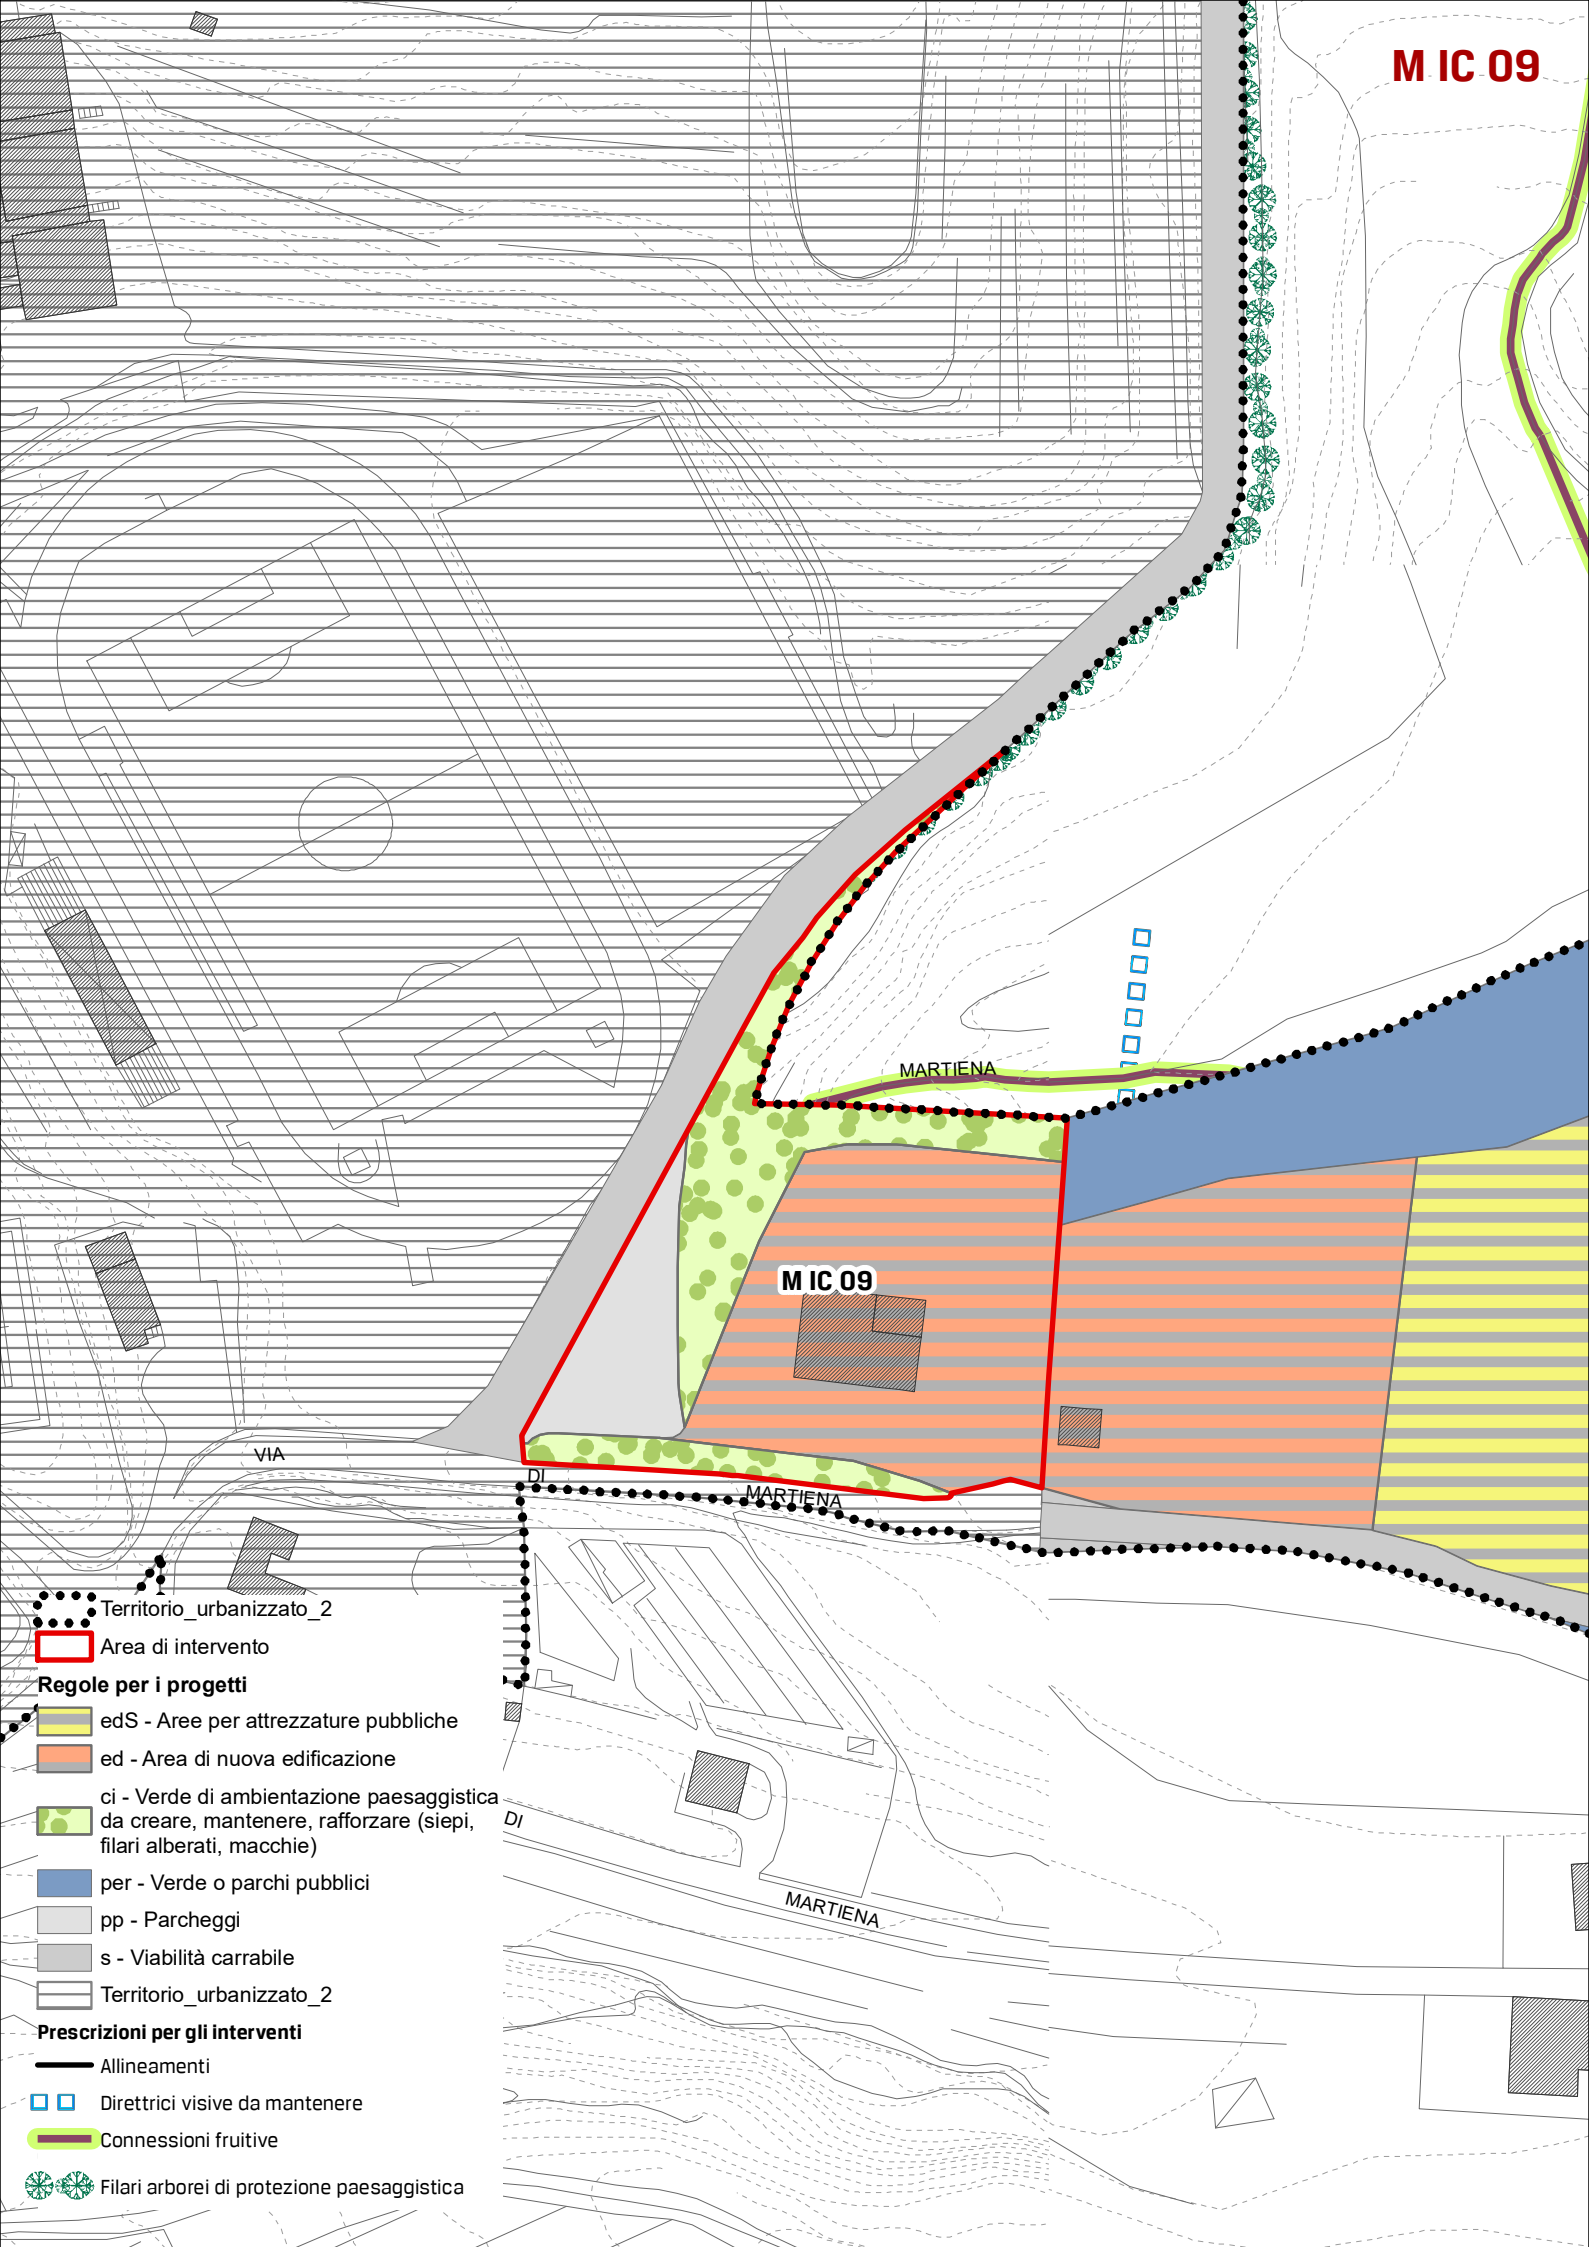 M IC 09
MARTIENA
M IC 09
VIA
DI
MARTIENA
Territorio_urbanizzato_2
Area di intervento
Regole per i progetti
edS - Aree per attrezzature pubbliche
ed - Area di nuova edificazione
ci - Verde di ambientazione paesaggistica
da creare, mantenere, rafforzare (siepi,
filari alberati, macchie)
DI
per - Verde o parchi pubblici
MARTIENA
pp - Parcheggi
s - Viabilità carrabile
Territorio_urbanizzato_2
Prescrizioni per gli interventi
Allineamenti
Direttrici visive da mantenere
Connessioni fruitive
Filari arborei di protezione paesaggistica